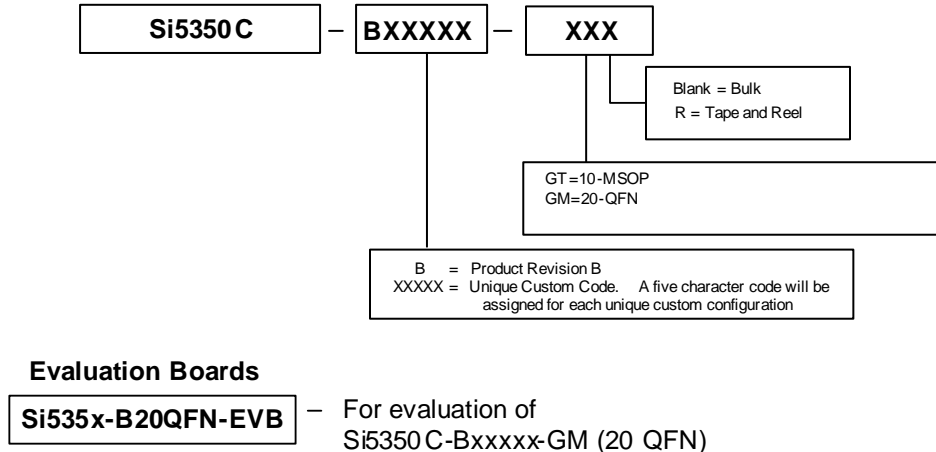 Si5350C – BXXXXX – XXX
Blank = Bulk
R = Tape and Reel
GT=10-MSOP
GM=20-QFN
B = Product Revision B
XXXXX = Unique Custom Code. A five character code will be
assigned for each unique custom configuration
Evaluation Boards
Si535x-B20QFN-EVB – For evaluation of
Si5350C-Bxxxxx-GM (20 QFN)